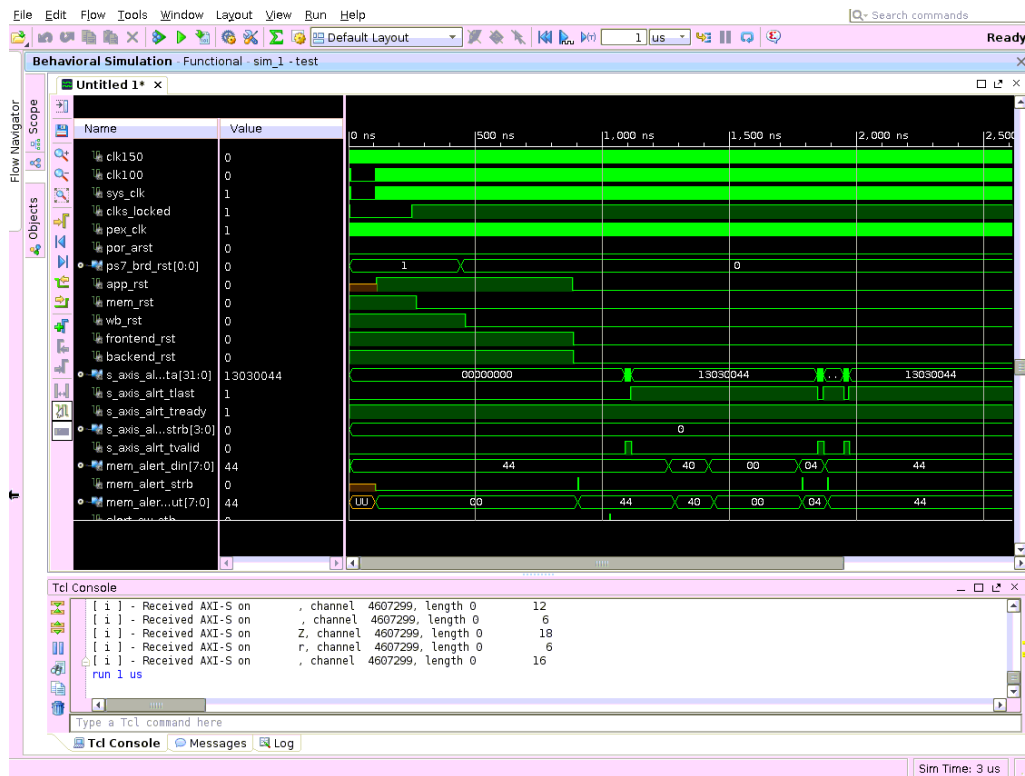 File Edit Flow Tools Window Layout View Run Help
Q- Search commands
Default Layout
1 us
Ready
Behavioral Simulation - Functional - sim_1 - test
Flow Navigator
Scope
Objects
Untitled 1*
Name Value
0 ns 500 ns 1,000 ns 1,500 ns 2,000 ns 2,500
clk150 0
clk100 0
sys_clk 1
clks_locked 1
pex_clk 1
por_arst 0
ps7_brd_rst[0:0] 0 1 0
app_rst 0
mem_rst 0
wb_rst 0
frontend_rst 0
backend_rst 0
s_axis_al...ta[31:0] 13030044 00000000 13030044 .. 13030044
s_axis_alrt_tlast 1
s_axis_alrt_tready 1
s_axis_al...strb[3:0] 0 0
s_axis_alrt_tvalid 0
mem_alert_din[7:0] 44 44 40 00 04 44
mem_alert_strb 0
mem_aler...ut[7:0] 44 UU 00 44 40 00 04 44
Tcl Console
[ i ] - Received AXI-S on , channel 4607299, length 0 12
[ i ] - Received AXI-S on , channel 4607299, length 0 6
[ i ] - Received AXI-S on Z, channel 4607299, length 0 18
[ i ] - Received AXI-S on r, channel 4607299, length 0 6
[ i ] - Received AXI-S on , channel 4607299, length 0 16
run 1 us
Type a Tcl command here
Tcl Console Messages Log
Sim Time: 3 us